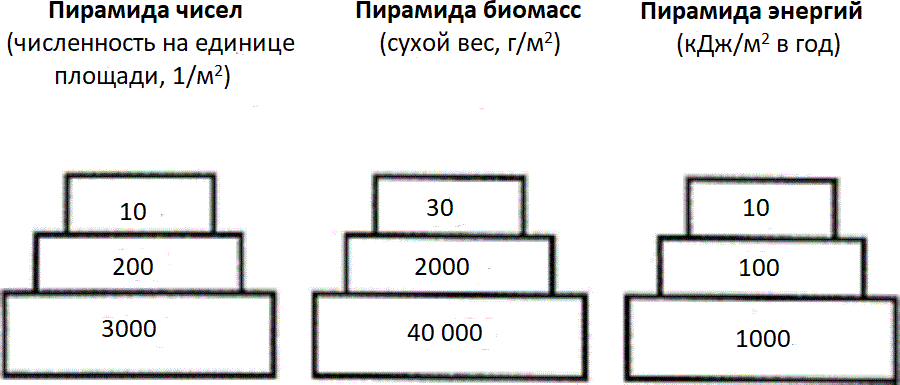 Пирамида чисел
(численность на единице
площади, 1/м²)
10
200
3000
Пирамида биомасс
(сухой вес, г/м²)
30
2000
40 000
Пирамида энергий
(кДж/м² в год)
10
100
1000